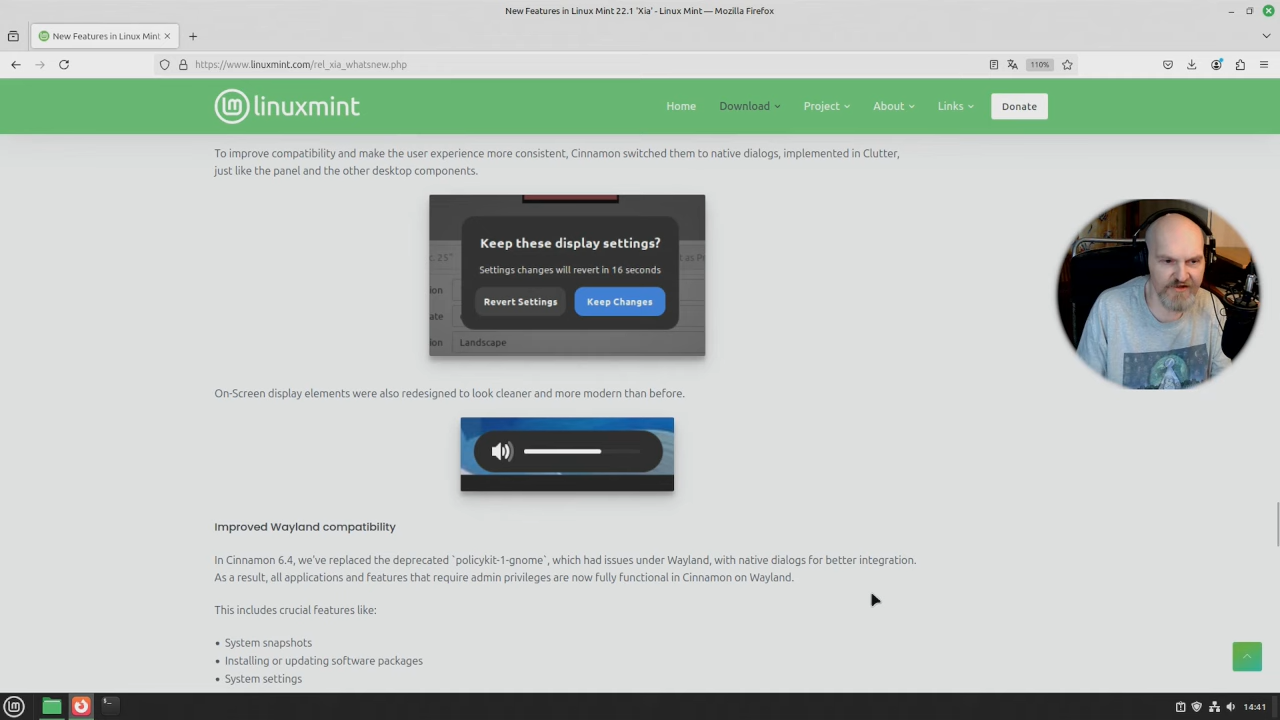 New Features in Linux Mint 22.1 'Xia' - Linux Mint — Mozilla Firefox
New Features in Linux Mint
https://www.linuxmint.com/rel_xia_whatsnew.php
110%
linuxmint
Home
Download
Project
About
Links
Donate
To improve compatibility and make the user experience more consistent, Cinnamon switched them to native dialogs, implemented in Clutter,
just like the panel and the other desktop components.
Keep these display settings?
Settings changes will revert in 16 seconds
Revert Settings
Keep Changes
Landscape
On-Screen display elements were also redesigned to look cleaner and more modern than before.
Improved Wayland compatibility
In Cinnamon 6.4, we've replaced the deprecated `policykit-1-gnome`, which had issues under Wayland, with native dialogs for better integration.
As a result, all applications and features that require admin privileges are now fully functional in Cinnamon on Wayland.
This includes crucial features like:
• System snapshots
• Installing or updating software packages
• System settings
14:41